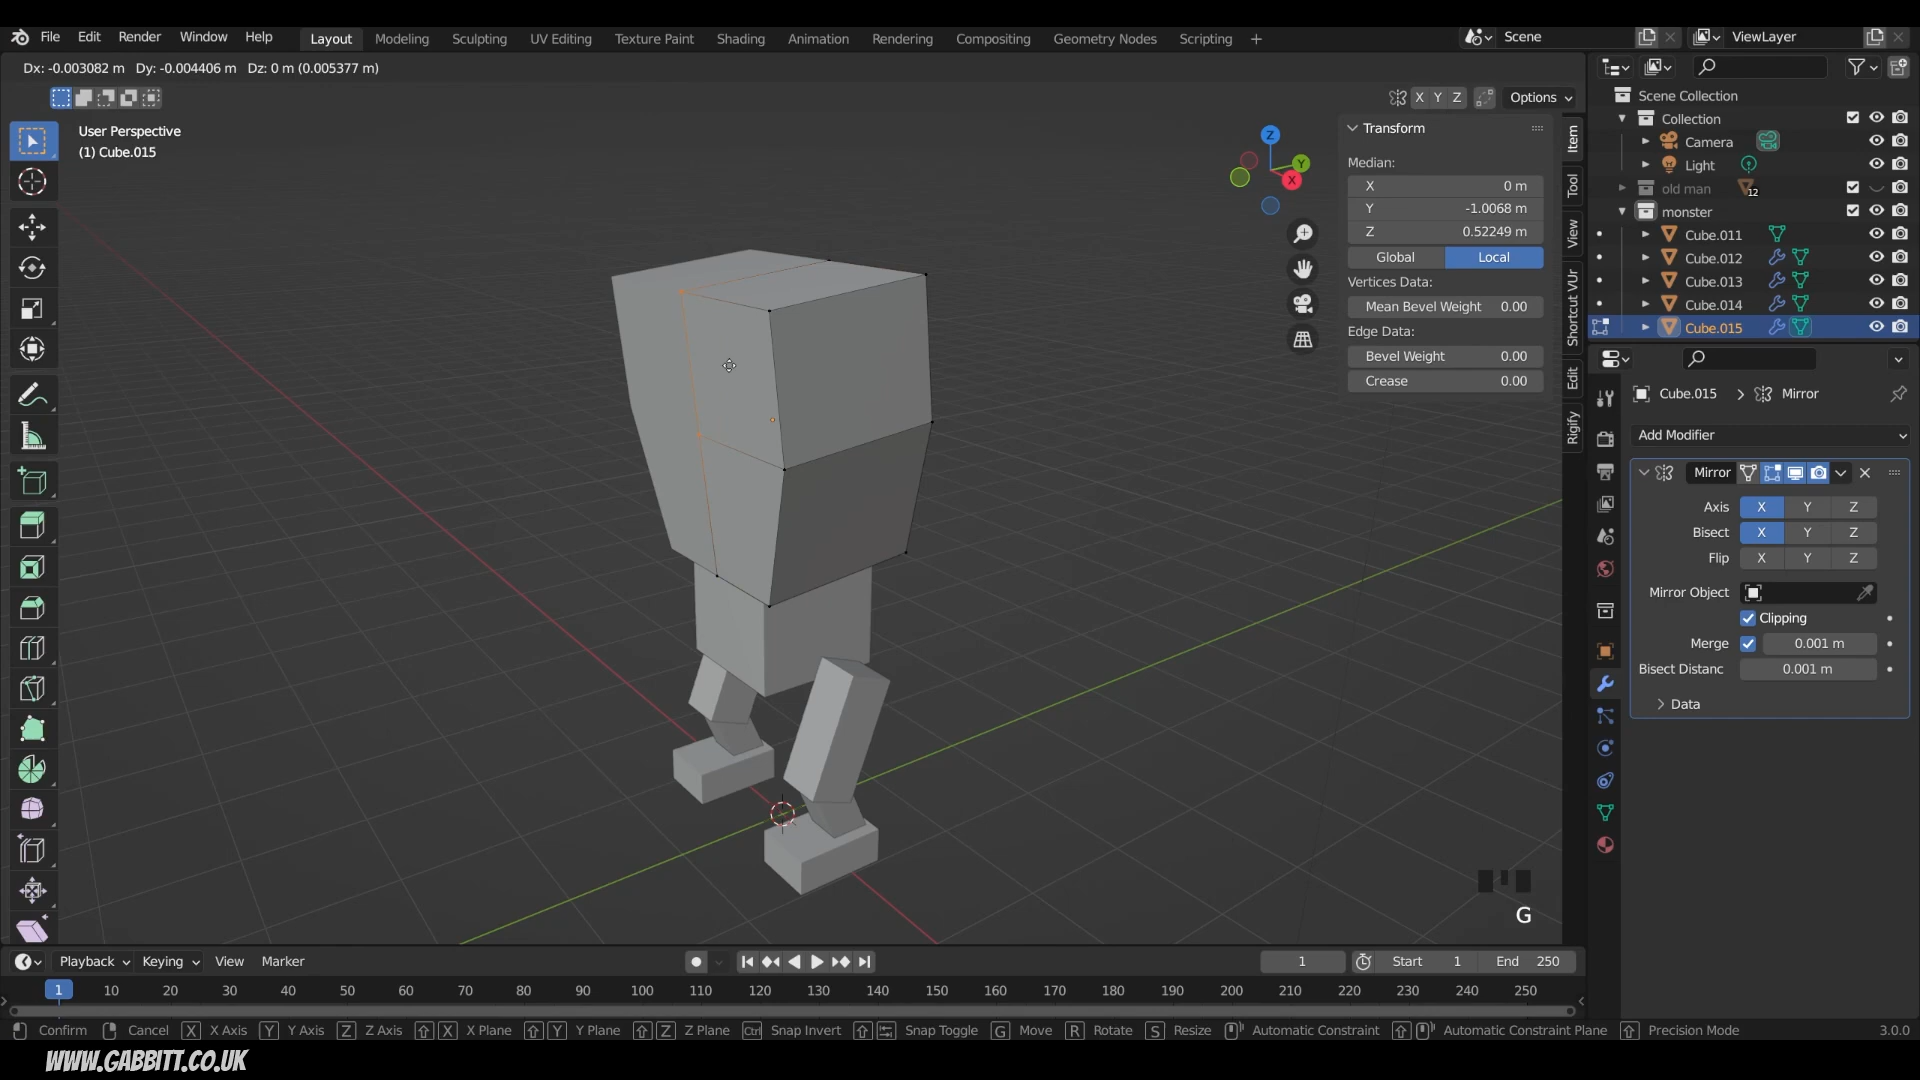 File Edit Render Window Help Layout Modeling Sculpting UV Editing Texture Paint Shading Animation Rendering Compositing Geometry Nodes Scripting + Scene ViewLayer
Dx: -0.003082 m Dy: -0.004406 m Dz: 0 m (0.005377 m)
X Y Z Options
User Perspective
(1) Cube.015
Z
Y
X
Transform
Median:
X 0 m
Y -1.0068 m
Z 0.52249 m
Global Local
Vertices Data:
Mean Bevel Weight 0.00
Edge Data:
Bevel Weight 0.00
Crease 0.00
Item
Tool
View
Shortcut VUr
Edit
Rigify
Scene Collection
Collection
Camera
Light
old man 12
monster
Cube.011
Cube.012
Cube.013
Cube.014
Cube.015
Cube.015 > Mirror
Add Modifier
Mirror
Axis X Y Z
Bisect X Y Z
Flip X Y Z
Mirror Object
Clipping
Merge 0.001 m
Bisect Distanc 0.001 m
Data
G
Playback Keying View Marker 1 Start 1 End 250
1 10 20 30 40 50 60 70 80 90 100 110 120 130 140 150 160 170 180 190 200 210 220 230 240 250
Confirm Cancel X X Axis Y Y Axis Z Z Axis X X Plane Y Y Plane Z Z Plane Ctrl Snap Invert Snap Toggle G Move R Rotate S Resize Automatic Constraint Automatic Constraint Plane Precision Mode 3.0.0
WWW.GABBITT.CO.UK